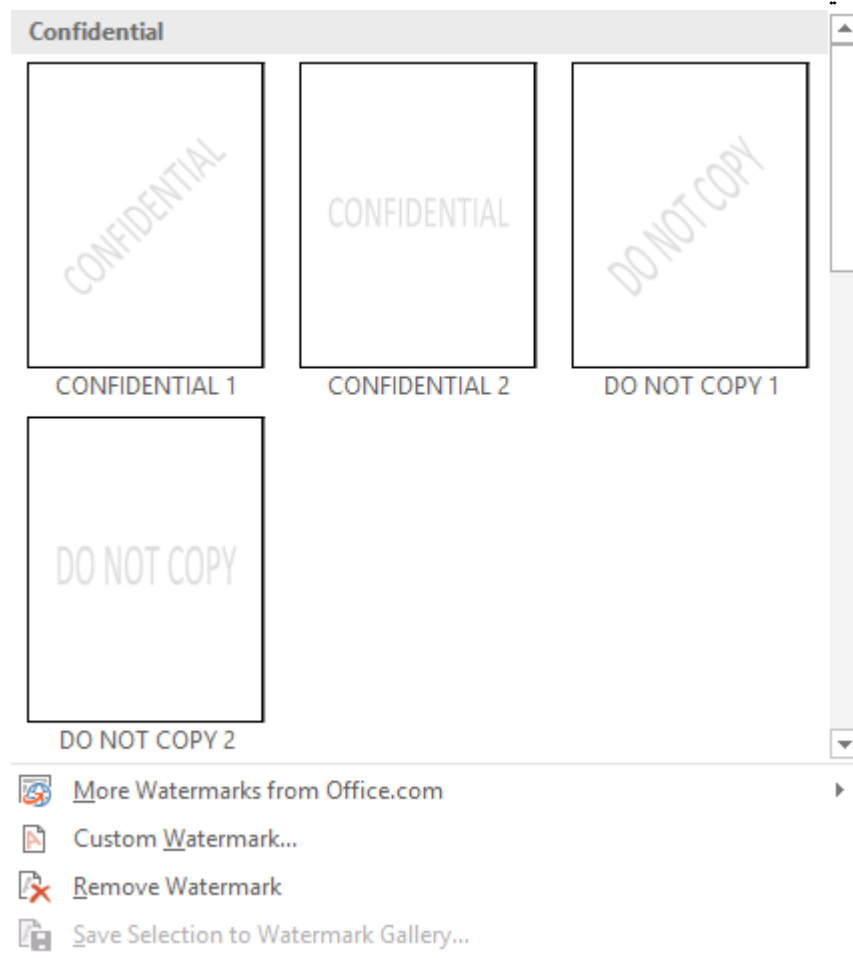 Confidential
CONFIDENTIAL
CONFIDENTIAL
DO NOT COPY
CONFIDENTIAL 1
CONFIDENTIAL 2
DO NOT COPY 1
DO NOT COPY
DO NOT COPY 2
More Watermarks from Office.com
Custom Watermark...
Remove Watermark
Save Selection to Watermark Gallery...